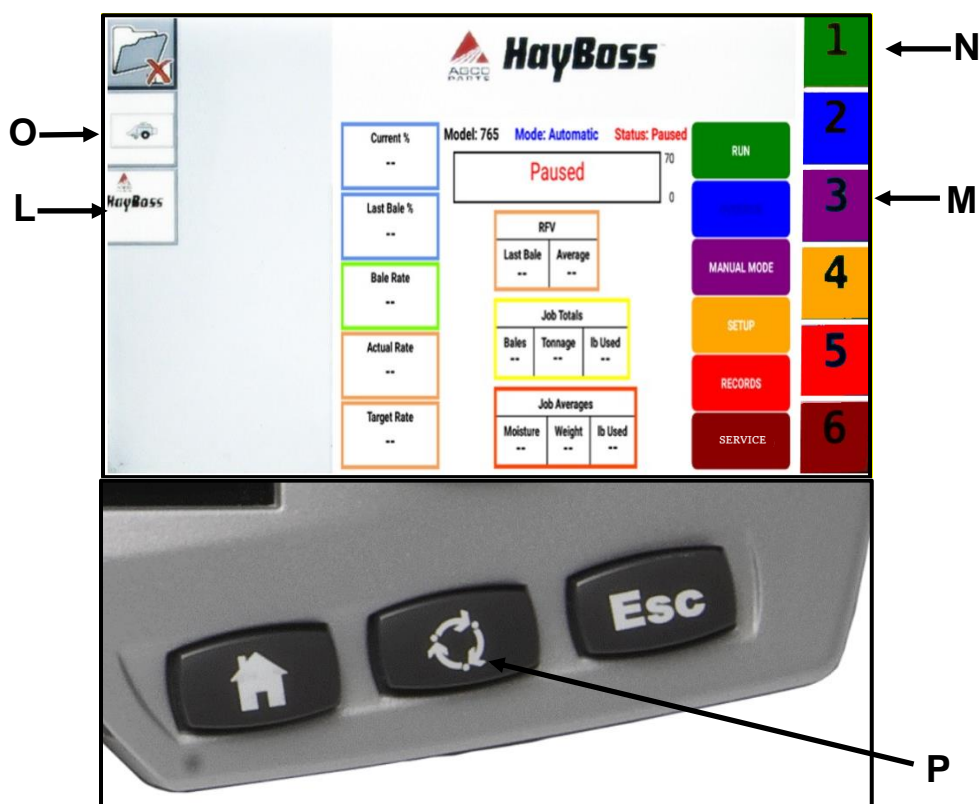 AGCO
PARTS
HayBoss
1
N
O
2
Current %
--
Model: 765 Mode: Automatic Status: Paused
RUN
Paused
70
0
L
HayBoss
3
M
Last Bale %
--
RFV
Last Bale Average
-- --
Bale Rate
--
MANUAL MODE
4
Job Totals
Bales Tonnage lb Used
-- -- --
SETUP
Actual Rate
--
5
RECORDS
Job Averages
Moisture Weight lb Used
-- -- --
Target Rate
--
SERVICE
6
Esc
P